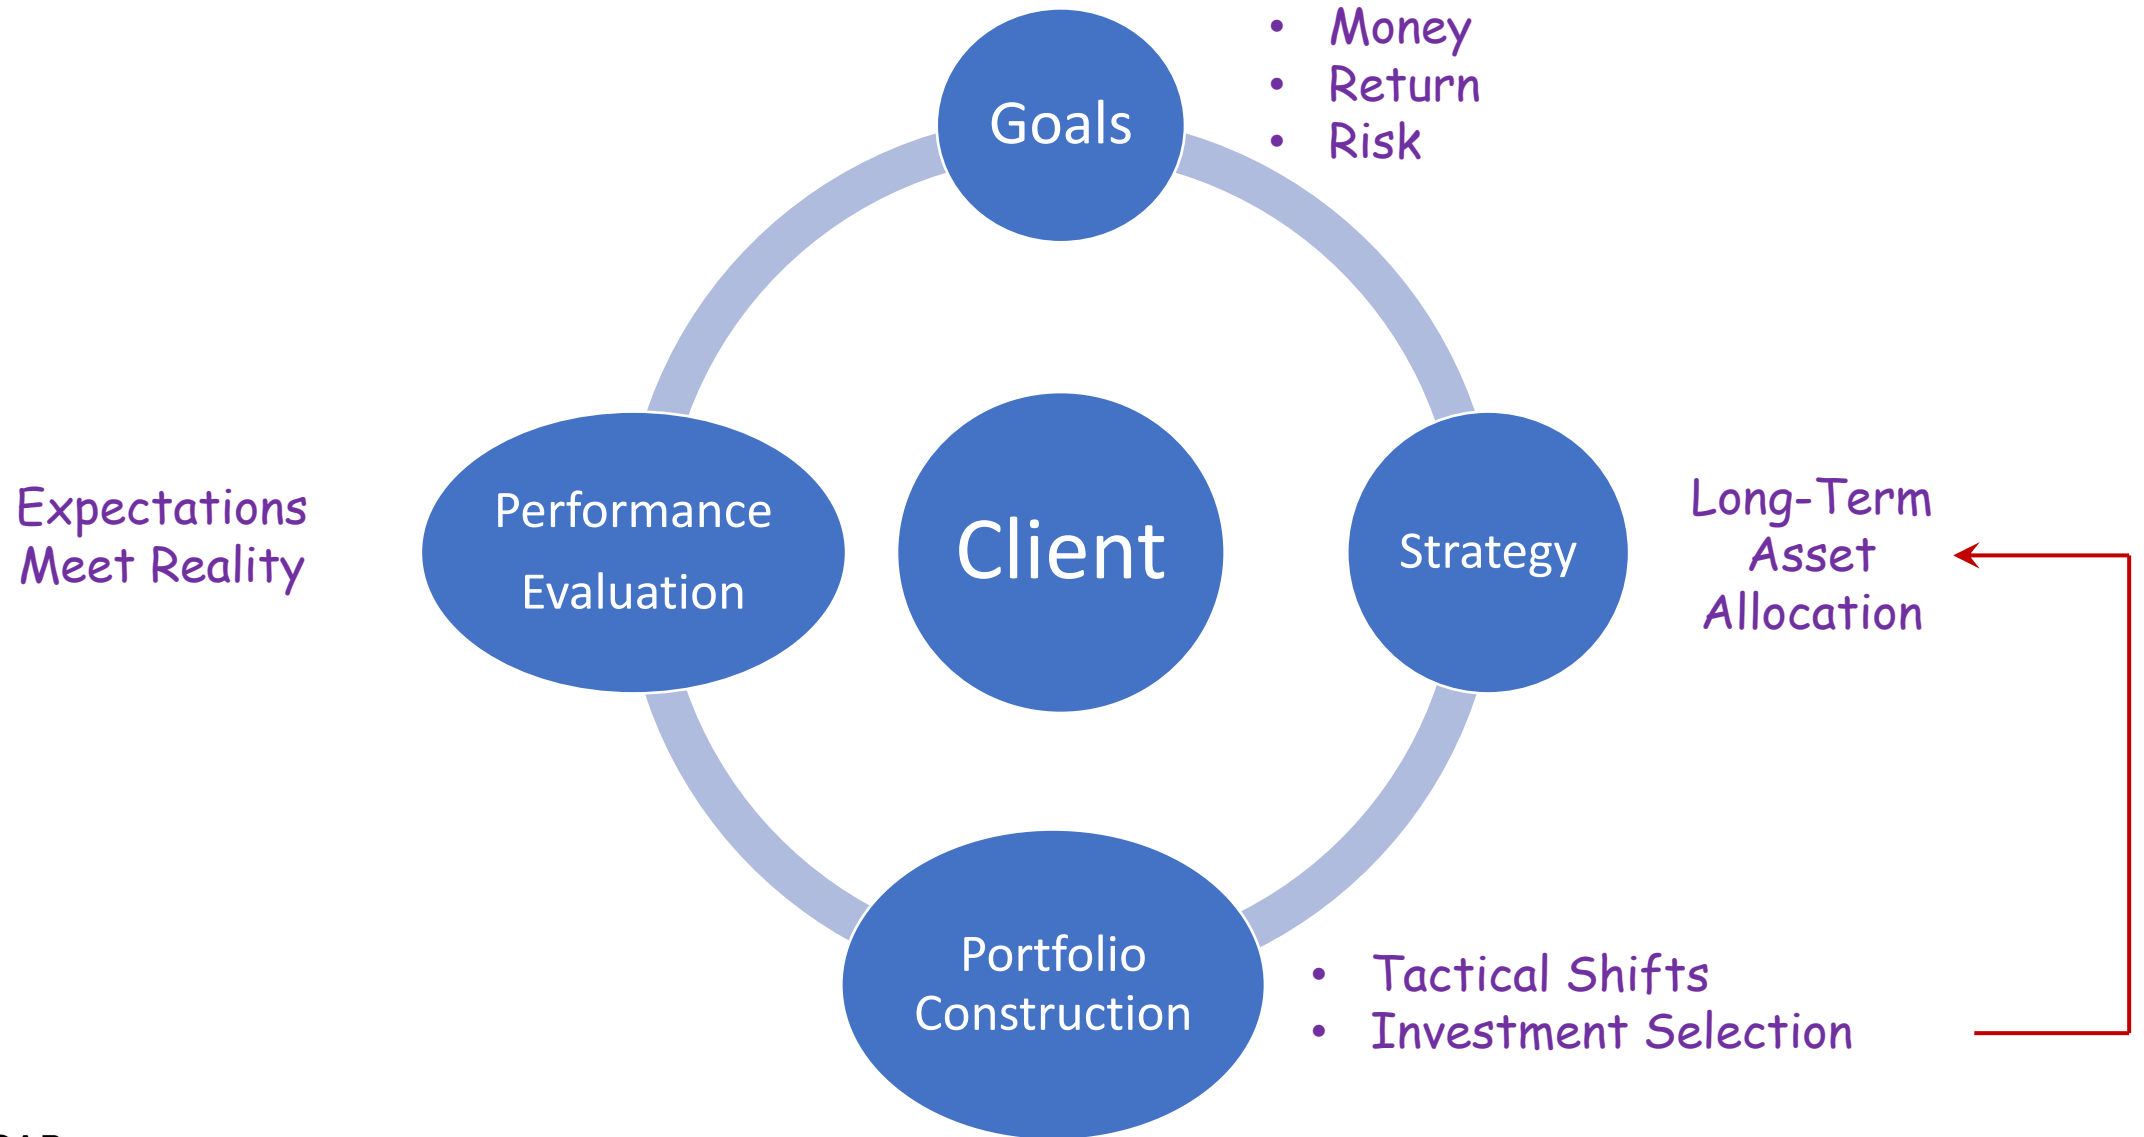 Goals
• Money
• Return
• Risk
Expectations
Meet Reality
Performance
Evaluation
Client
Strategy
Long-Term
Asset
Allocation
Portfolio
Construction
• Tactical Shifts
• Investment Selection